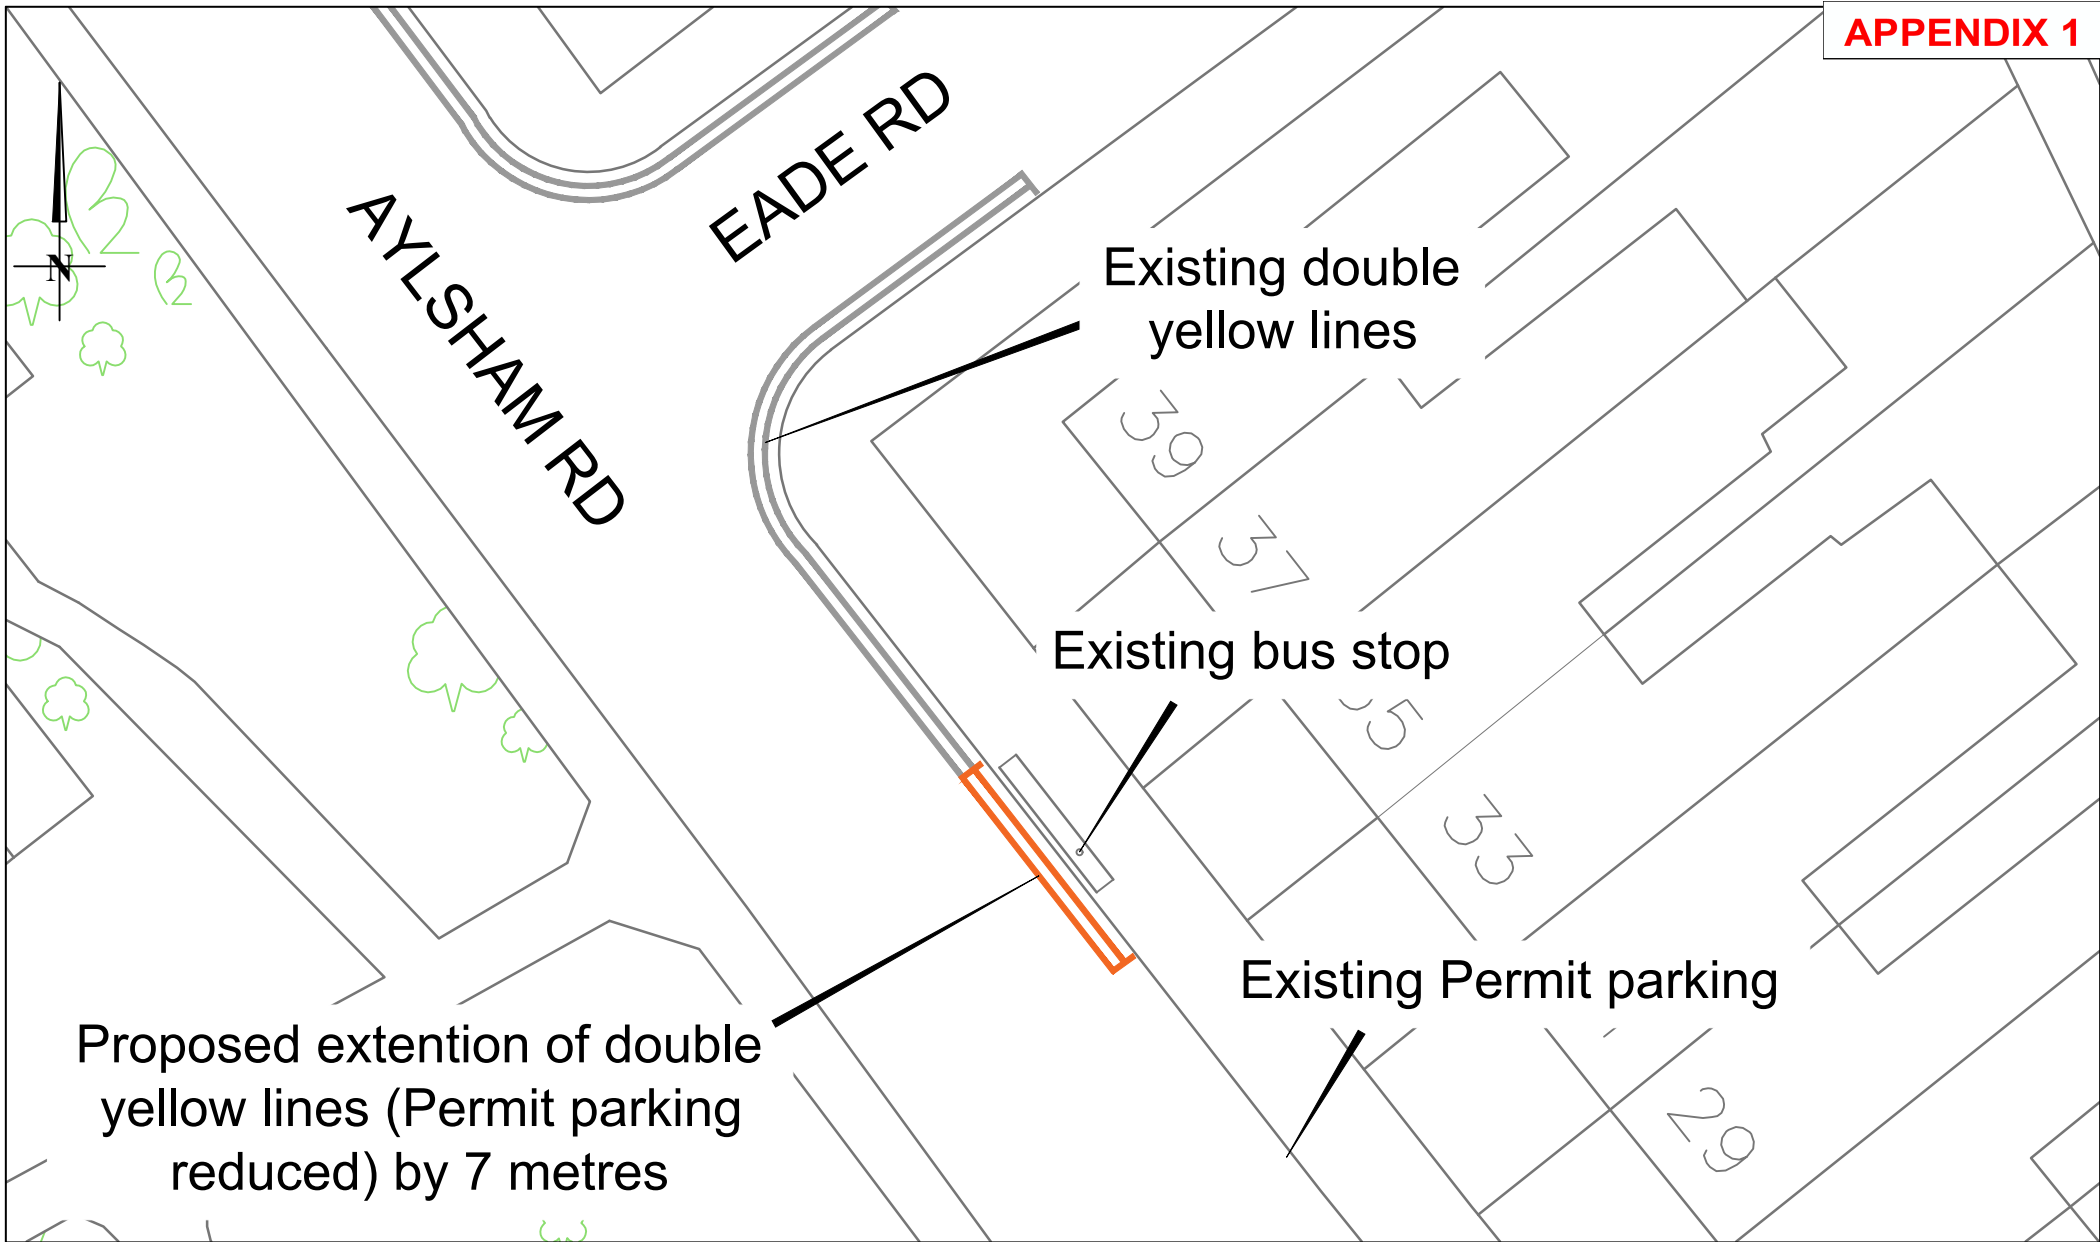 APPENDIX 1
EADE RD
AYLSHAM RD
N
Existing double
yellow lines
39
37
Existing bus stop
35
33
Existing Permit parking
Proposed extention of double
yellow lines (Permit parking
reduced) by 7 metres
29